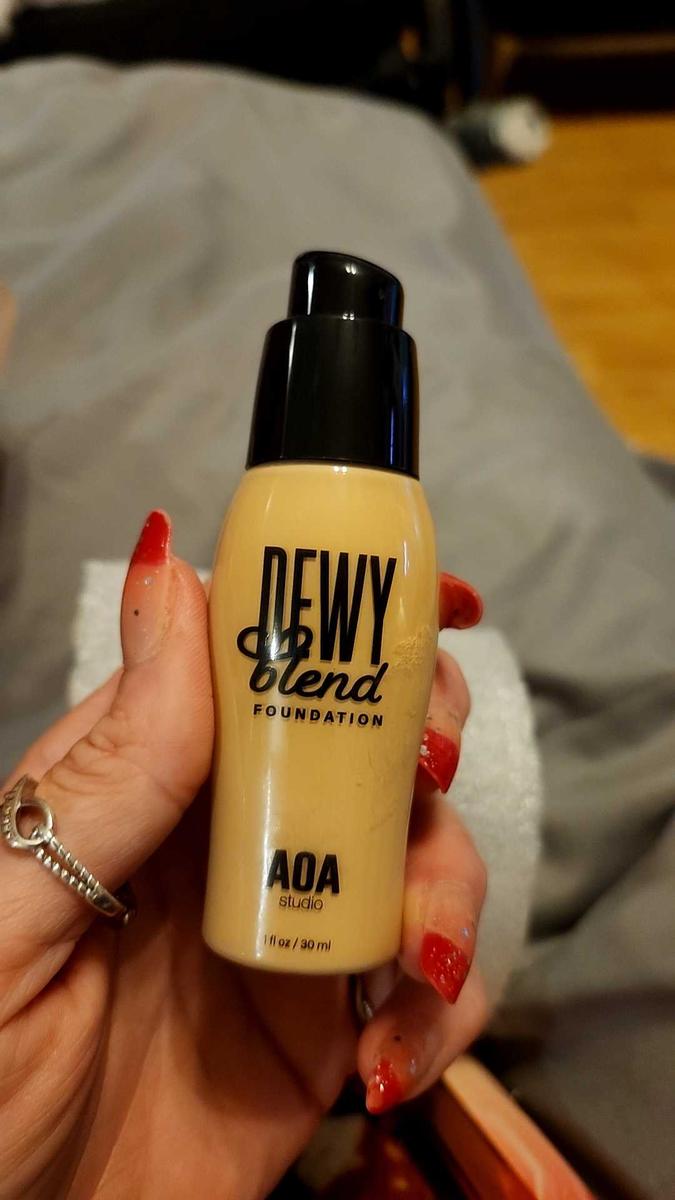 DEWY
blend
FOUNDATION
AOA
studio
1 fl oz / 30 ml